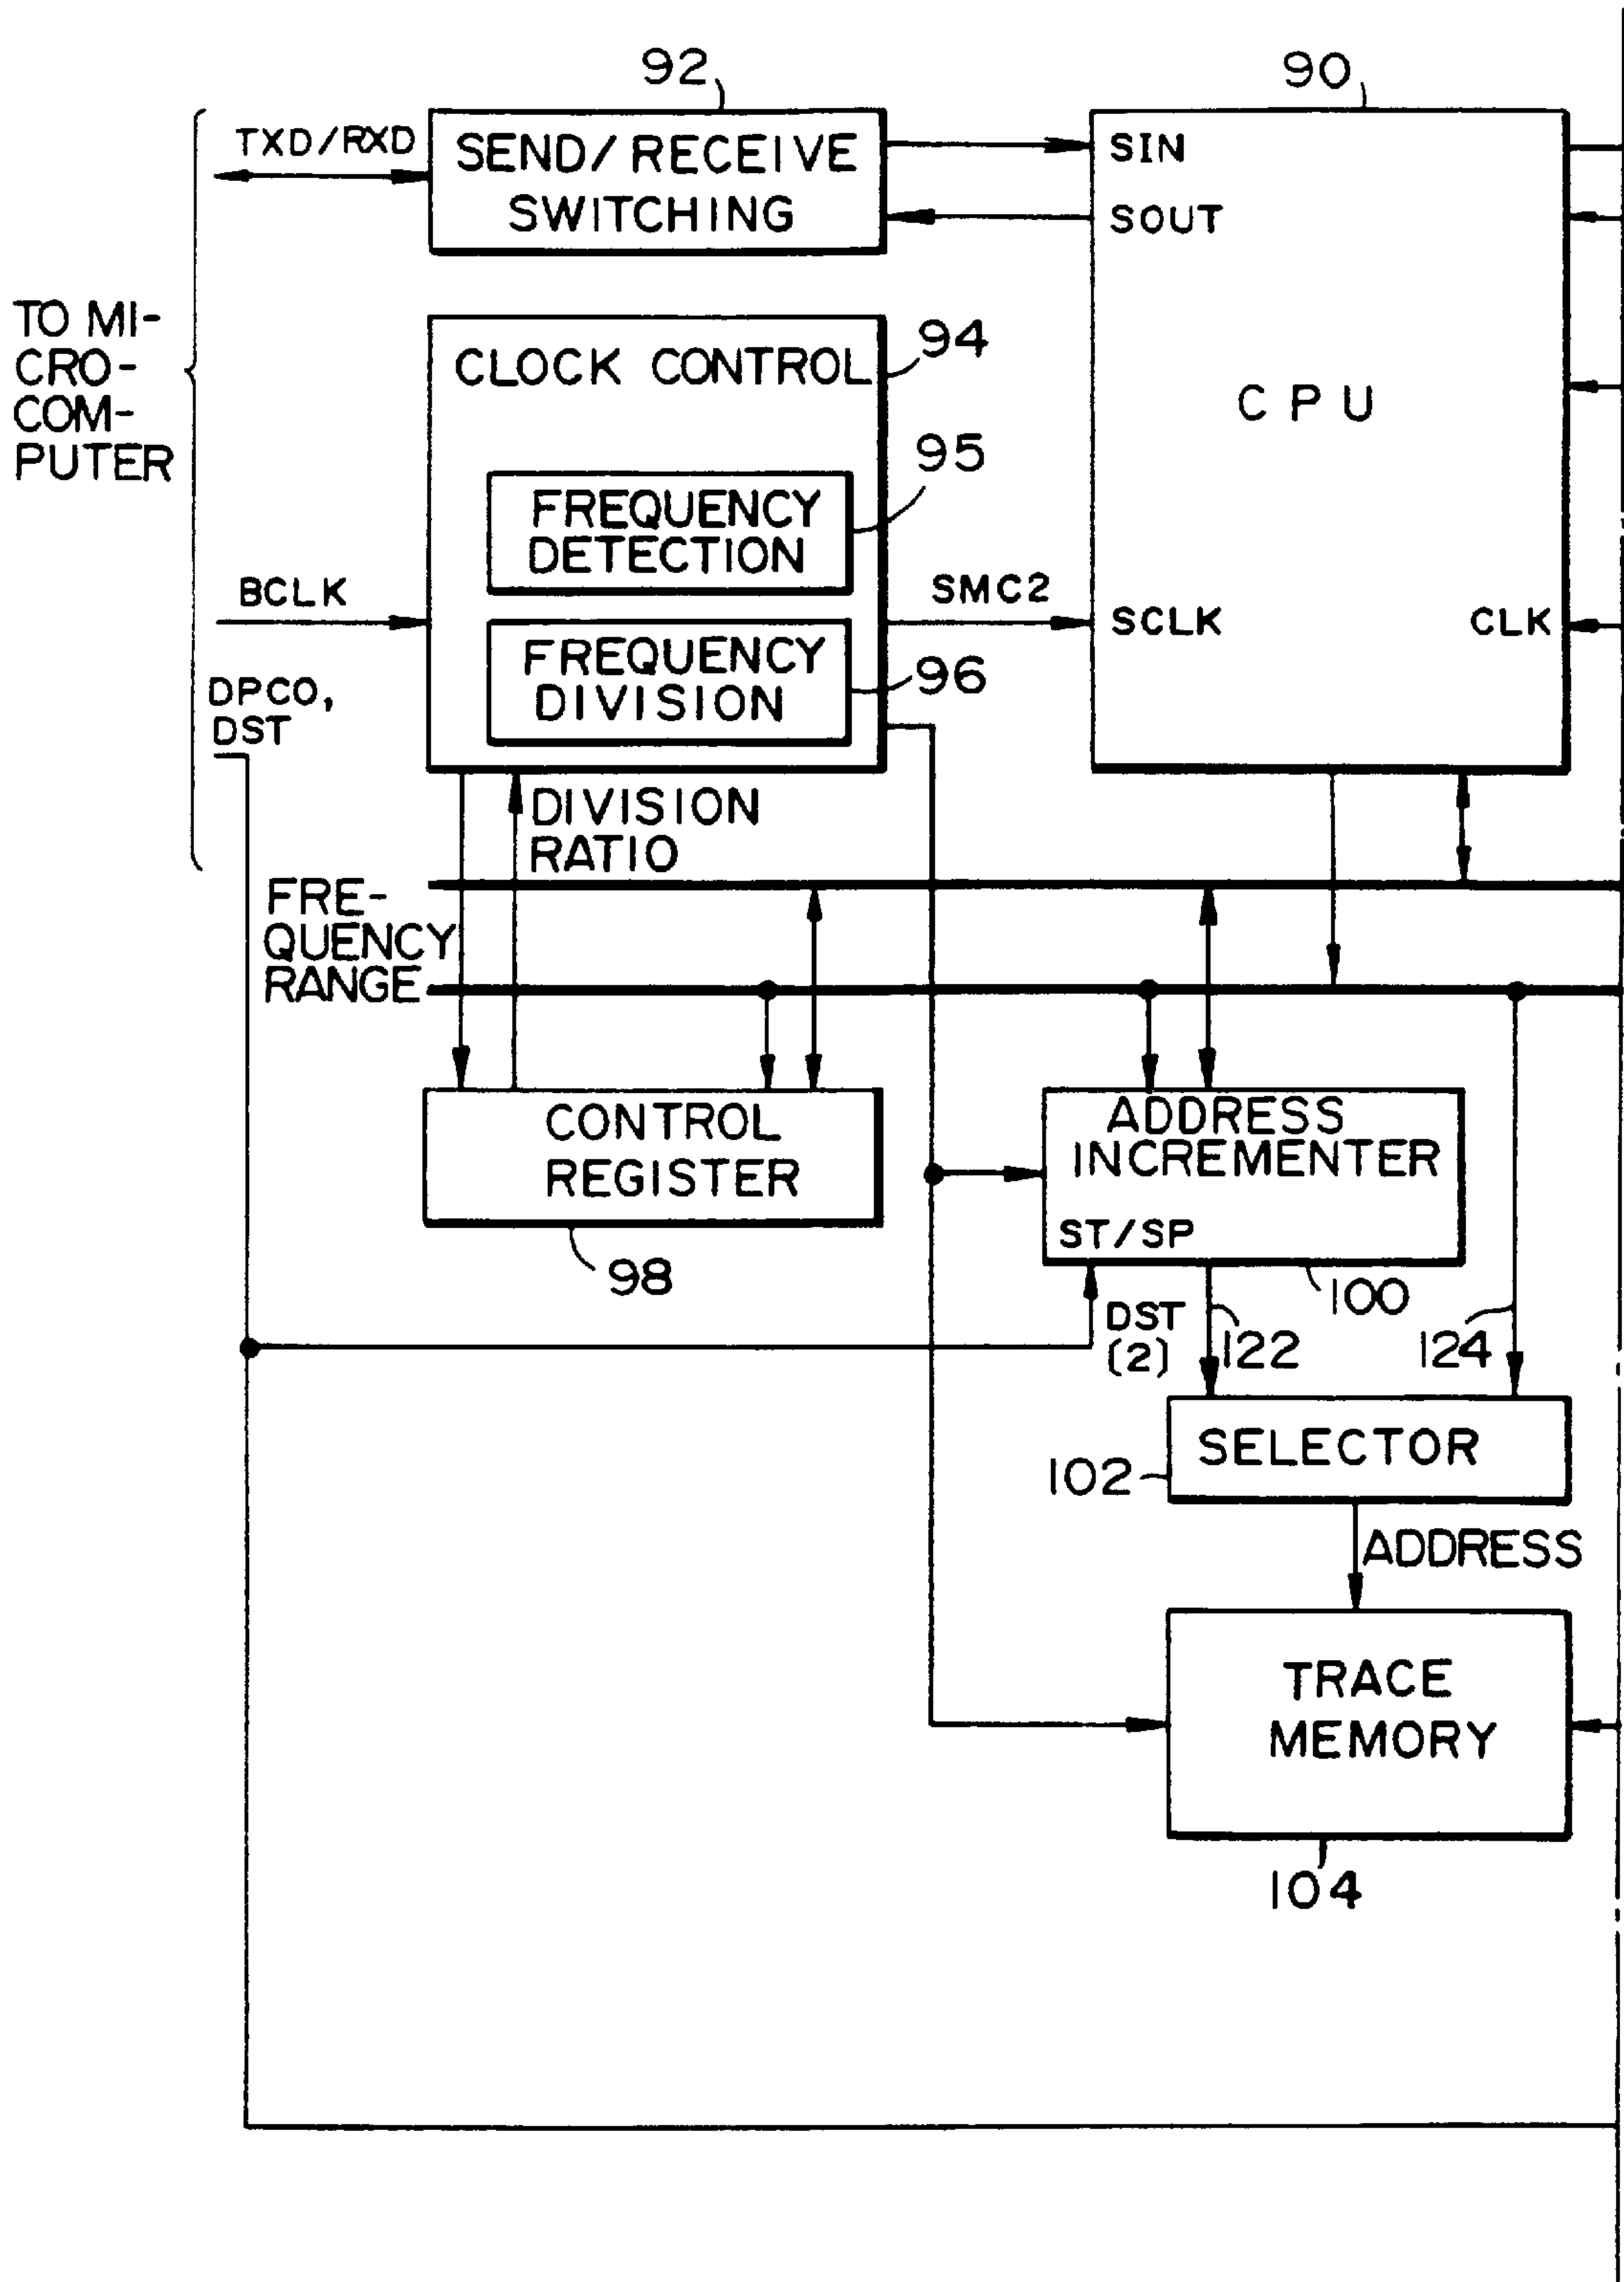 92
90
TXD/RXD
SEND/RECEIVE
SWITCHING
SIN
SOUT
TO MI-
CRO-
COM-
PUTER
94
CLOCK CONTROL
CPU
95
FREQUENCY
DETECTION
BCLK
SMC2
SCLK
CLK
FREQUENCY
DIVISION
96
DPCO,
DST
DIVISION
RATIO
FRE-
QUENCY
RANGE
CONTROL
REGISTER
98
ADDRESS
INCREMENTER
ST/SP
100
DST
(2)
122
124
SELECTOR
102
ADDRESS
TRACE
MEMORY
104